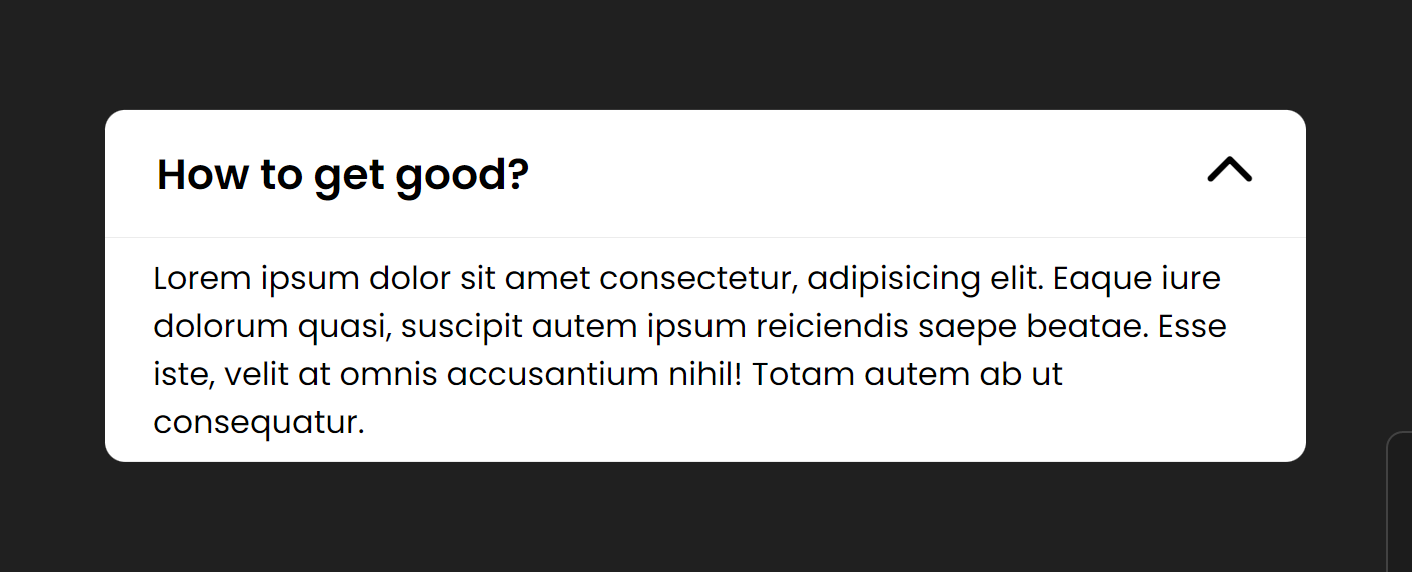 How to get good?
Lorem ipsum dolor sit amet consectetur, adipisicing elit. Eaque iure
dolorum quasi, suscipit autem ipsum reiciendis saepe beatae. Esse
iste, velit at omnis accusantium nihil! Totam autem ab ut
consequatur.